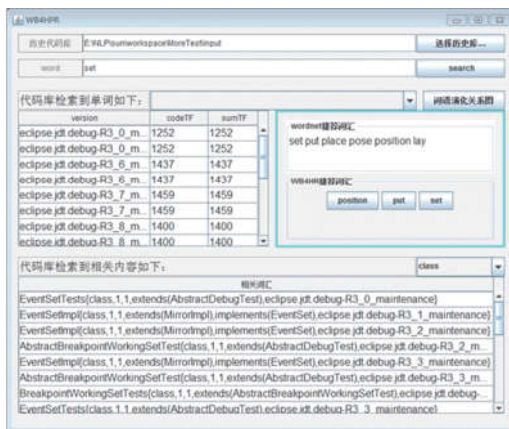 WB4HPR
历史代码库 E:\NLP\ourriworkspace\MoreTest\input 选择历史库...
word set search
代码库检索到单词如下: 词语演化关系图
version codeTF sumTF
eclipse.jdt.debug-R3_0_m... 1252 1252
eclipse.jdt.debug-R3_0_m... 1252 1252
eclipse.jdt.debug-R3_6_m... 1437 1437
eclipse.jdt.debug-R3_6_m... 1437 1437
eclipse.jdt.debug-R3_7_m... 1459 1459
eclipse.jdt.debug-R3_7_m... 1459 1459
eclipse.jdt.debug-R3_8_m... 1400 1400
eclipse.jdt.debug-R3_8_m... 1400 1400
wordnet推荐词汇
set put place pose position lay
WB4HR推荐词汇
position put set
代码库检索到相关内容如下: class
相关词汇
EventSetTests{class,1,1,extends(AbstractDebugTest),eclipse.jdt.debug-R3_0_maintenance}
EventSetImpl{class,1,1,extends(MirrorImpl),implements(EventSet),eclipse.jdt.debug-R3_1_maintenance}
EventSetImpl{class,1,1,extends(MirrorImpl),implements(EventSet),eclipse.jdt.debug-R3_2_maintenance}
AbstractBreakpointWorkingSetTest{class,1,1,extends(AbstractDebugTest),eclipse.jdt.debug-R3_2_m...
EventSetImpl{class,1,1,extends(MirrorImpl),implements(EventSet),eclipse.jdt.debug-R3_3_maintenance}
AbstractBreakpointWorkingSetTest{class,1,1,extends(AbstractDebugTest),eclipse.jdt.debug-R3_3_m...
BreakpointWorkingSetTests{class,1,1,extends(AbstractBreakpointWorkingSetTest),eclipse.jdt.debug-...
EventSetTests{class,1,1,extends(AbstractDebugTest),eclipse.jdt.debug-R3_3_maintenance}